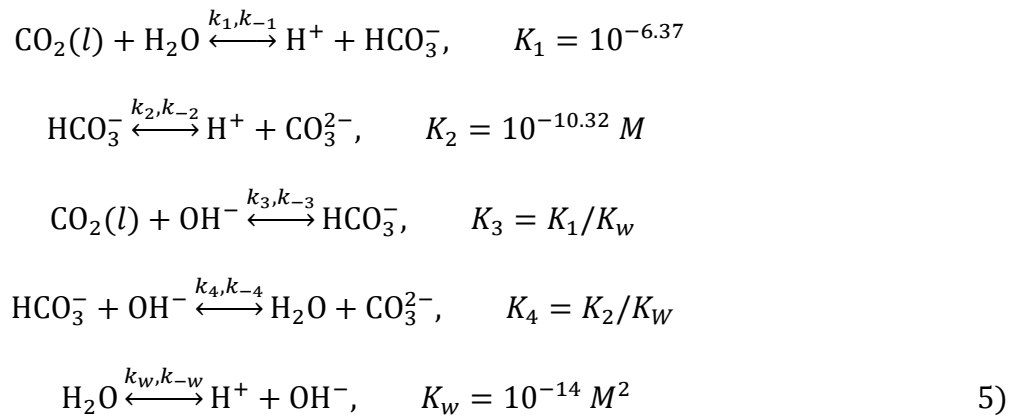 CO₂(l) + H₂O ⟷ H⁺ + HCO₃⁻, K₁ = 10⁻⁶·³⁷ k₁,k₋₁
HCO₃⁻ ⟷ H⁺ + CO₃²⁻, K₂ = 10⁻¹⁰·³² M k₂,k₋₂
CO₂(l) + OH⁻ ⟷ HCO₃⁻, K₃ = K₁/K_w k₃,k₋₃
HCO₃⁻ + OH⁻ ⟷ H₂O + CO₃²⁻, K₄ = K₂/K_W k₄,k₋₄
H₂O ⟷ H⁺ + OH⁻, K_w = 10⁻¹⁴ M² 5) k_w,k₋w